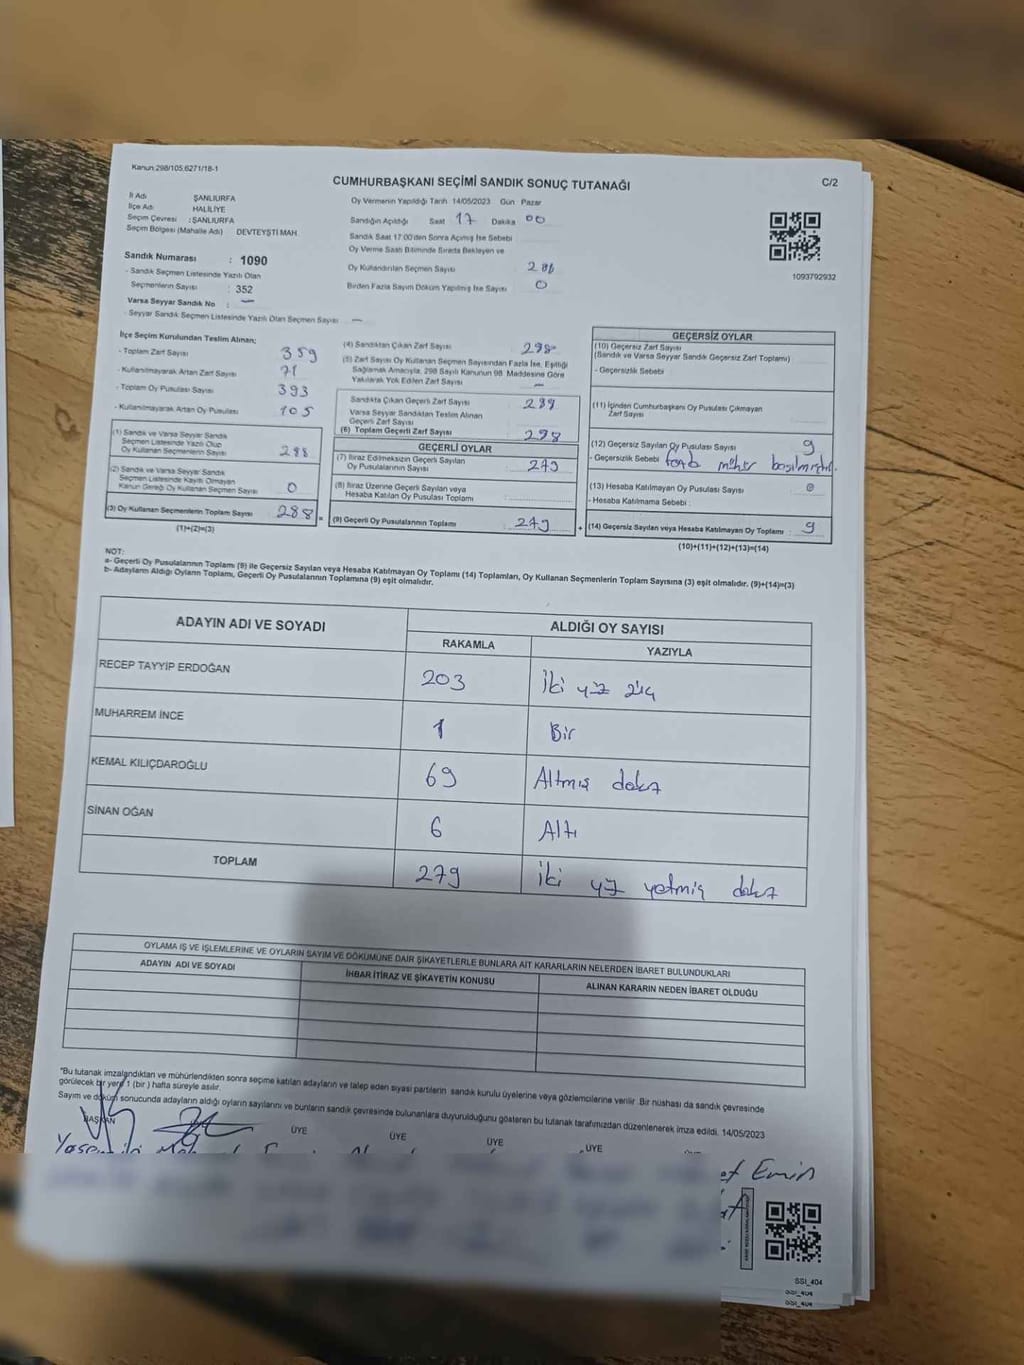 Kanun:298/105,6271/18-1
CUMHURBAŞKANI SEÇİMİ SANDIK SONUÇ TUTANAĞI
C/2
İl Adı ŞANLIURFA
İlçe Adı HALİLİYE
Seçim Çevresi : ŞANLIURFA
Seçim Bölgesi (Mahalle Adı) DEVTEYŞTİ MAH
Oy Vermenin Yapıldığı Tarih 14/05/2023 Gün Pazar
Sandığın Açıldığı Saat 17 Dakika 00
Sandık Saat 17:00'den Sonra Açılmış İse Sebebi
Oy Verme Saati Bitiminde Sırada Bekleyen ve
Oy Kullandırılan Seçmen Sayısı
Birden Fazla Sayım Döküm Yapılmış İse Sayısı 0
1093792932
Sandık Numarası : 1090
- Sandık Seçmen Listesinde Yazılı Olan
Seçmenlerin Sayısı : 352
Varsa Seyyar Sandık No : —
- Seyyar Sandık Seçmen Listesinde Yazılı Olan Seçmen Sayısı —
İlçe Seçim Kurulundan Teslim Alınan;
- Toplam Zarf Sayısı 359
- Kullanılmayarak Artan Zarf Sayısı 71
- Toplam Oy Pusulası Sayısı 393
- Kullanılmayarak Artan Oy Pusulası 105
(1) Sandık ve Varsa Seyyar Sandık
Seçmen Listesinde Yazılı Olup
Oy Kullanan Seçmenlerin Sayısı 288
(2) Sandık ve Varsa Seyyar Sandık
Seçmen Listesinde Kayıtlı Olmayan
Kanun Gereği Oy Kullanan Seçmen Sayısı 0
(3) Oy Kullanan Seçmenlerin Toplam Sayısı 288 =
(1)+(2)=(3)
(4) Sandıktan Çıkan Zarf Sayısı
(5) Zarf Sayısı Oy Kullanan Seçmen Sayısından Fazla İse, Eşitliği
Sağlamak Amacıyla, 298 Sayılı Kanunun 98. Maddesine Göre
Yakılarak Yok Edilen Zarf Sayısı —
Sandıkta Çıkan Geçerli Zarf Sayısı
Varsa Seyyar Sandıktan Teslim Alınan
Geçerli Zarf Sayısı
(6) Toplam Geçerli Zarf Sayısı
GEÇERLİ OYLAR
(7) İtiraz Edilmeksizin Geçerli Sayılan
Oy Pusulalarının Sayısı 279
(8) İtiraz Üzerine Geçerli Sayılan veya
Hesaba Katılan Oy Pusulası Toplamı
(9) Geçerli Oy Pusulalarının Toplamı 279 +
GEÇERSİZ OYLAR
(10) Geçersiz Zarf Sayısı
(Sandık ve Varsa Seyyar Sandık Geçersiz Zarf Toplamı)
- Geçersizlik Sebebi
(11) İçinden Cumhurbaşkanı Oy Pusulası Çıkmayan
Zarf Sayısı
(12) Geçersiz Sayılan Oy Pusulası Sayısı 9
- Geçersizlik Sebebi mühür basılmıştır.
(13) Hesaba Katılmayan Oy Pusulası Sayısı 0
- Hesaba Katılmama Sebebi :
(14) Geçersiz Sayılan veya Hesaba Katılmayan Oy Toplamı : 9
(10)+(11)+(12)+(13)=(14)
NOT:
a- Geçerli Oy Pusulalarının Toplamı (9) ile Geçersiz Sayılan veya Hesaba Katılmayan Oy Toplamı (14) Toplamları, Oy Kullanan Seçmenlerin Toplam Sayısına (3) eşit olmalıdır. (9)+(14)=(3)
b- Adayların Aldığı Oyların Toplamı, Geçerli Oy Pusulalarının Toplamına (9) eşit olmalıdır.
ADAYIN ADI VE SOYADI ALDIĞI OY SAYISI
RAKAMLA YAZIYLA
RECEP TAYYİP ERDOĞAN 203 İki yüz üç
MUHARREM İNCE 1 Bir
KEMAL KILIÇDAROĞLU 69 Altmış dokuz
SİNAN OĞAN 6 Altı
TOPLAM 279 İki yüz yetmiş dokuz
OYLAMA İŞ VE İŞLEMLERİNE VE OYLARIN SAYIM VE DÖKÜMÜNE DAİR ŞİKAYETLERLE BUNLARA AİT KARARLARIN NELERDEN İBARET BULUNDUKLARI
ADAYIN ADI VE SOYADI İHBAR İTİRAZ VE ŞİKAYETİN KONUSU ALINAN KARARIN NEDEN İBARET OLDUĞU
"Bu tutanak imzalandıktan ve mühürlendikten sonra seçime katılan adayların ve talep eden siyasi partilerin sandık kurulu üyelerine veya gözlemcilerine verilir. Bir nüshası da sandık çevresinde
görülecek bir yere 1 (bir) hafta süreyle asılır.
Sayım ve döküm sonucunda adayların aldığı oyların sayılarını ve bunların sandık çevresinde bulunanlara duyurulduğunu gösteren bu tutanak tarafımızdan düzenlenerek imza edildi. 14/05/2023
BAŞKAN ÜYE ÜYE ÜYE ÜYE
Emin
SSİ_404
SSİ_404
SSİ_404